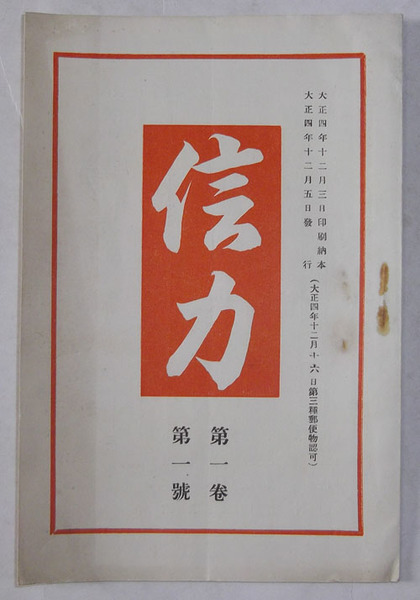 大正四年十二月三日印刷納本
大正四年十二月五日發行
(大正四年十二月十六日第三種郵便物認可)
信力
第一卷
第一號